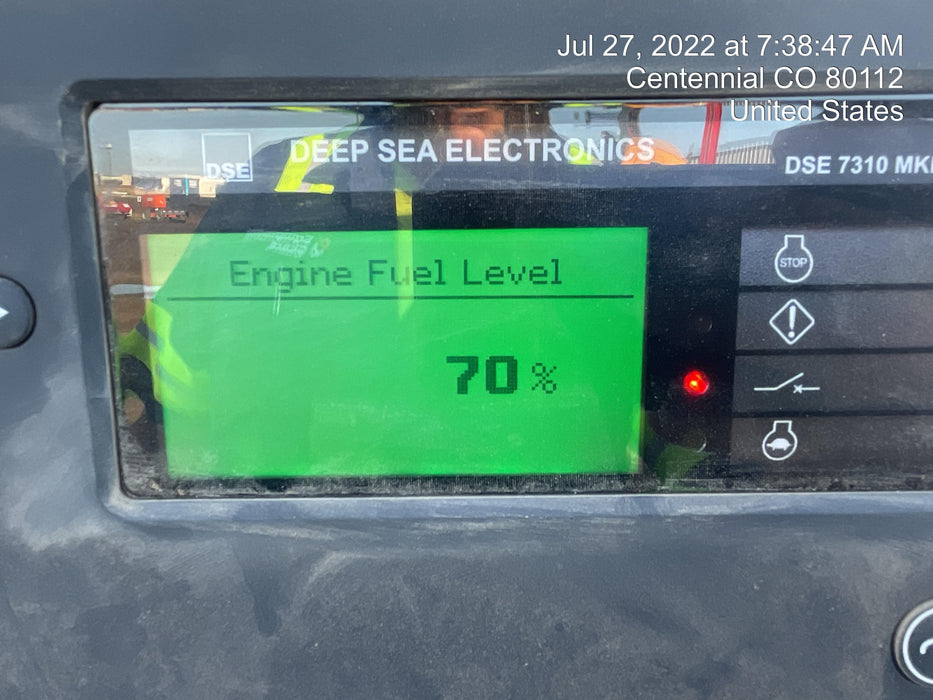 Jul 27, 2022 at 7:38:47 AM
Centennial CO 80112
United States
DSE
DEEP SEA ELECTRONICS
DSE 7310 MK
Engine Fuel Level
70 %
STOP